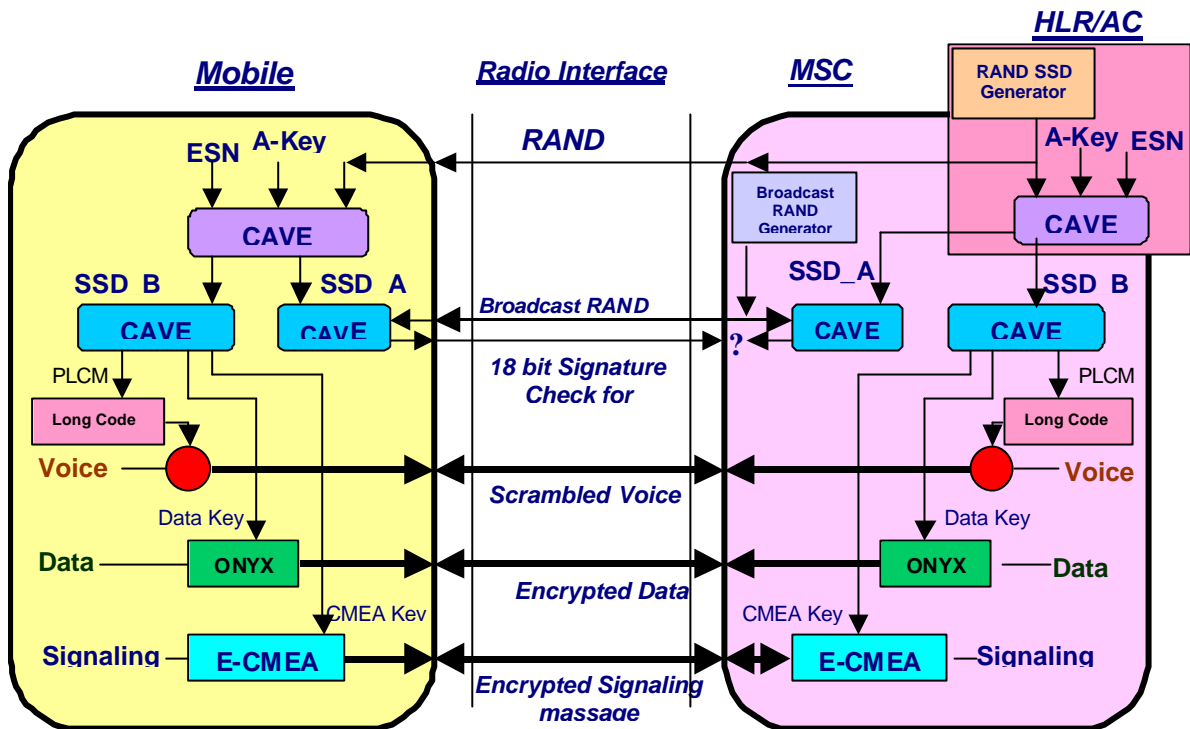 HLR/AC
Mobile
Radio Interface
MSC
RAND SSD
Generator
ESN
A-Key
RAND
A-Key
ESN
Broadcast
RAND
Generator
CAVE
CAVE
SSD B
SSD A
SSD_A
SSD B
Broadcast RAND
CAVE
CAVE
CAVE
CAVE
?
18 bit Signature
Check for
PLCM
PLCM
Long Code
Long Code
Voice
Voice
Scrambled Voice
Data Key
Data Key
Data
ONYX
ONYX
Data
Encrypted Data
CMEA Key
CMEA Key
Signaling
E-CMEA
E-CMEA
Signaling
Encrypted Signaling
massage